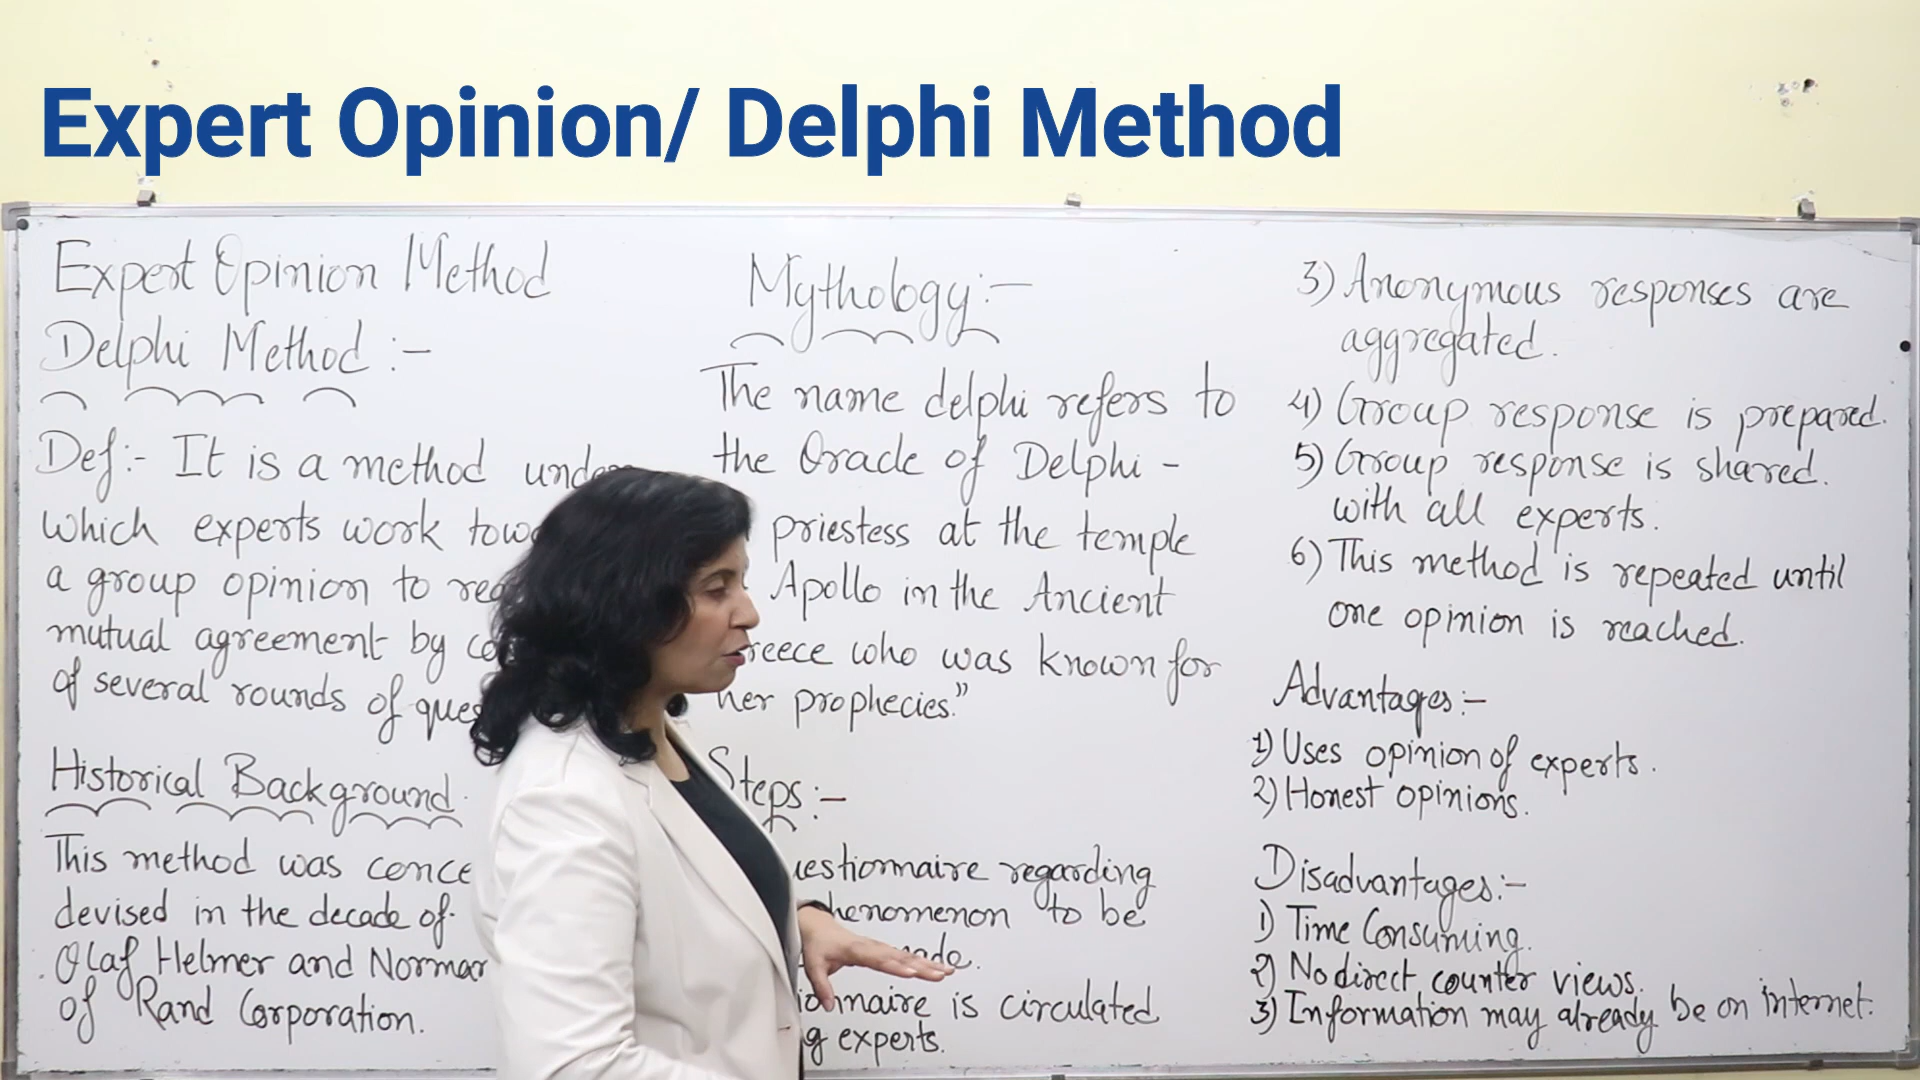 Expert Opinion/ Delphi Method
Expert Opinion Method
Delphi Method :-
Def:- It is a method
which experts work
a group opinion to
mutual agreement by
of several rounds of
Historical Background.
This method was
devised in the decade of
Olaf Helmer and
of Rand Corporation.
Mythology:-
The name delphi refers to
the Oracle of Delphi -
priestess at the temple
Apollo in the Ancient
who was known for
her prophecies."
Steps:-
regarding
to be
is circulated
experts.
3) Anonymous responses are
aggregated.
4) Group response is prepared.
5) Group response is shared.
with all experts.
6) This method is repeated until
one opinion is reached.
Advantages:-
1) Uses opinion of experts.
2) Honest opinions.
Disadvantages:-
1) Time Consuming.
2) No direct counter views.
3) Information may already be on internet.